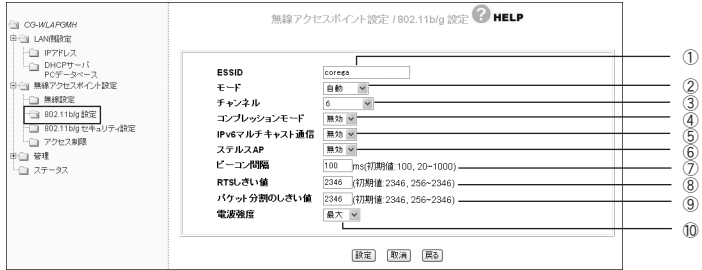 CG-WLAPGMH
LAN側設定
IPアドレス
DHCPサーバ
PCデータベース
無線アクセスポイント設定
無線設定
802.11b/g 設定
802.11b/g セキュリティ設定
アクセス制限
管理
ステータス
無線アクセスポイント設定 / 802.11b/g 設定 ? HELP
ESSID corega ①
モード 自動 ②
チャンネル 6 ③
コンプレッションモード 無効 ④
IPv6マルチキャスト通信 無効 ⑤
ステルスAP 無効 ⑥
ビーコン間隔 100 ms(初期値:100, 20~1000) ⑦
RTSしきい値 2346 (初期値:2346, 256~2346) ⑧
パケット分割のしきい値 2346 (初期値:2346, 256~2346) ⑨
電波強度 最大 ⑩
設定 取消 戻る